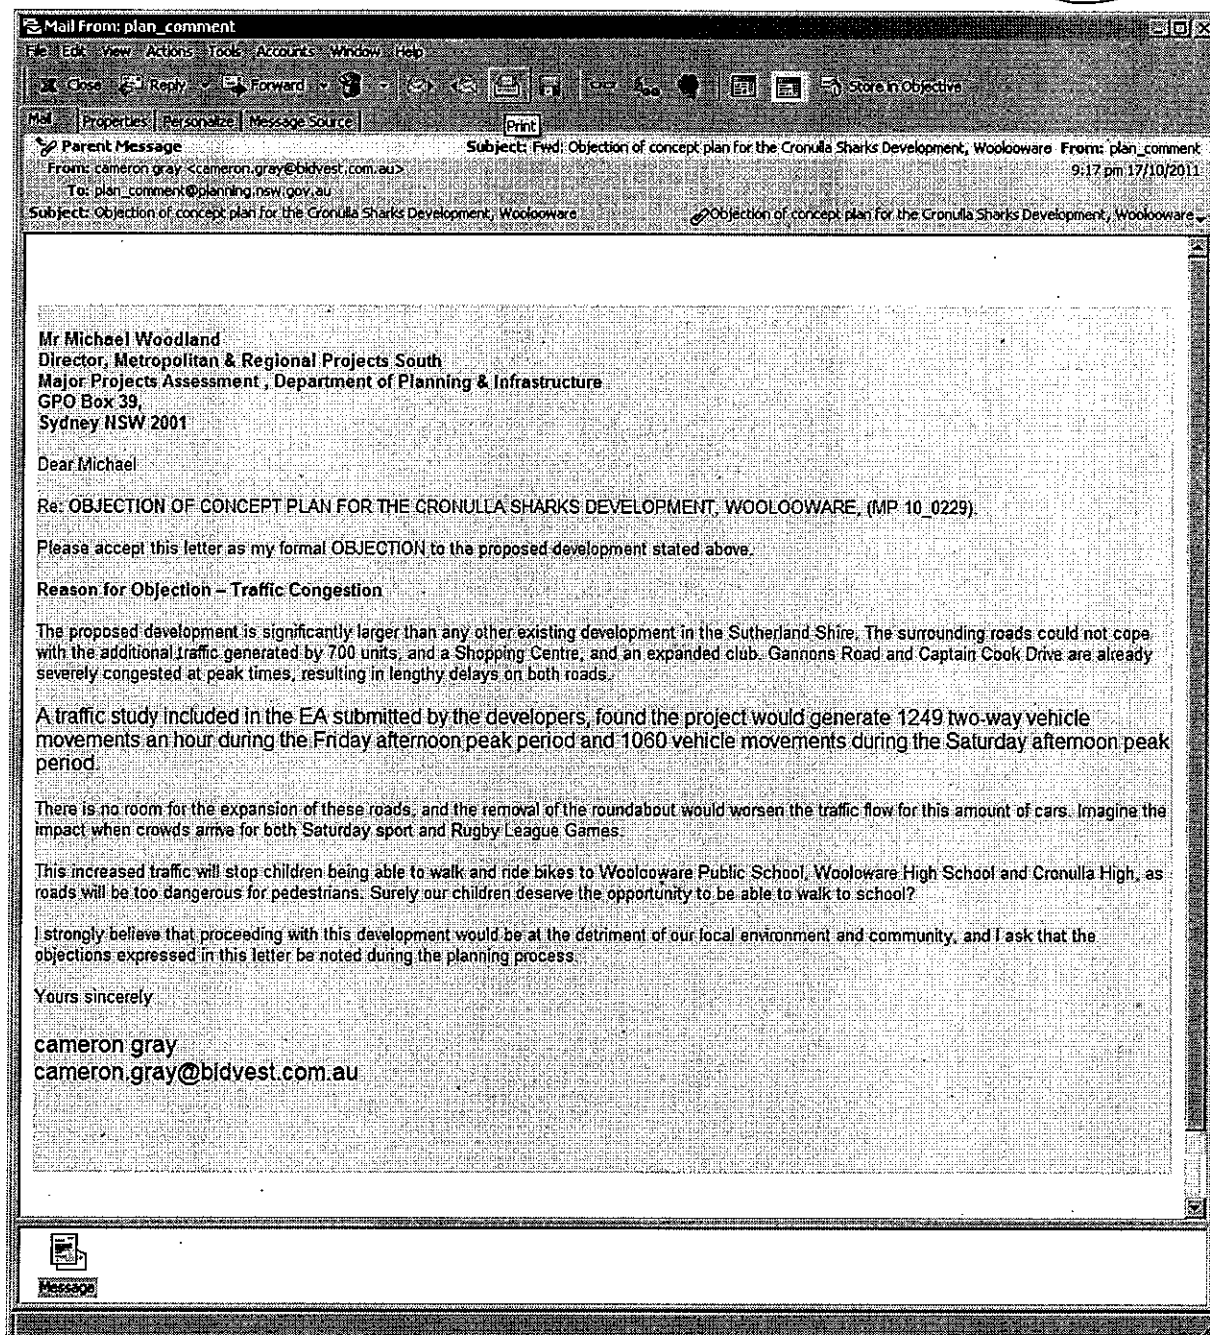 Mail From: plan_comment
File Edit View Actions Tools Accounts Window Help
Close Reply Forward Store in Objective
Mail Properties Personalize Message Source Print
Parent Message Subject: Fwd: Objection of concept plan for the Cronulla Sharks Development, Woolooware From: plan_comment
From: cameron gray <cameron.gray@bidvest.com.au> 9:17 pm 17/10/2011
To: plan_comment@planning.nsw.gov.au
Subject: Objection of concept plan for the Cronulla Sharks Development, Woolooware Objection of concept plan for the Cronulla Sharks Development, Woolooware
Mr Michael Woodland
Director, Metropolitan & Regional Projects South
Major Projects Assessment , Department of Planning & Infrastructure
GPO Box 39,
Sydney NSW 2001
Dear Michael
Re: OBJECTION OF CONCEPT PLAN FOR THE CRONULLA SHARKS DEVELOPMENT, WOOLOOWARE, (MP 10_0229).
Please accept this letter as my formal OBJECTION to the proposed development stated above.
Reason for Objection – Traffic Congestion
The proposed development is significantly larger than any other existing development in the Sutherland Shire. The surrounding roads could not cope
with the additional traffic generated by 700 units, and a Shopping Centre, and an expanded club. Gannons Road and Captain Cook Drive are already
severely congested at peak times, resulting in lengthy delays on both roads.
A traffic study included in the EA submitted by the developers, found the project would generate 1249 two-way vehicle
movements an hour during the Friday afternoon peak period and 1060 vehicle movements during the Saturday afternoon peak
period.
There is no room for the expansion of these roads, and the removal of the roundabout would worsen the traffic flow for this amount of cars. Imagine the
impact when crowds arrive for both Saturday sport and Rugby League Games.
This increased traffic will stop children being able to walk and ride bikes to Woolooware Public School, Wooloware High School and Cronulla High, as
roads will be too dangerous for pedestrians. Surely our children deserve the opportunity to be able to walk to school?
I strongly believe that proceeding with this development would be at the detriment of our local environment and community, and I ask that the
objections expressed in this letter be noted during the planning process.
Yours sincerely
cameron gray
cameron.gray@bidvest.com.au
Message